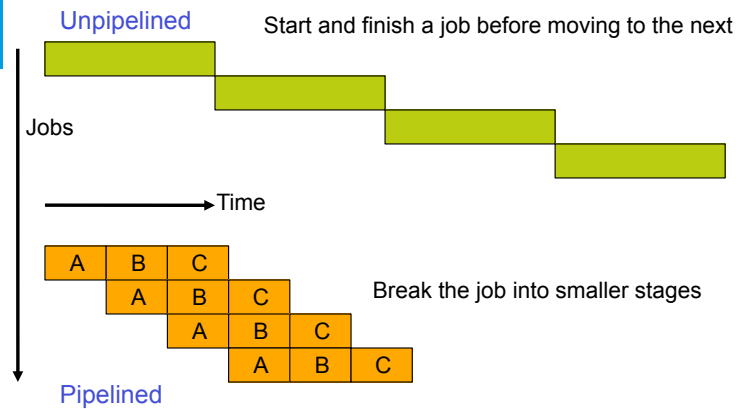 Unpipelined
Start and finish a job before moving to the next
Jobs
Time
A B C
A B C
Break the job into smaller stages
A B C
A B C
Pipelined